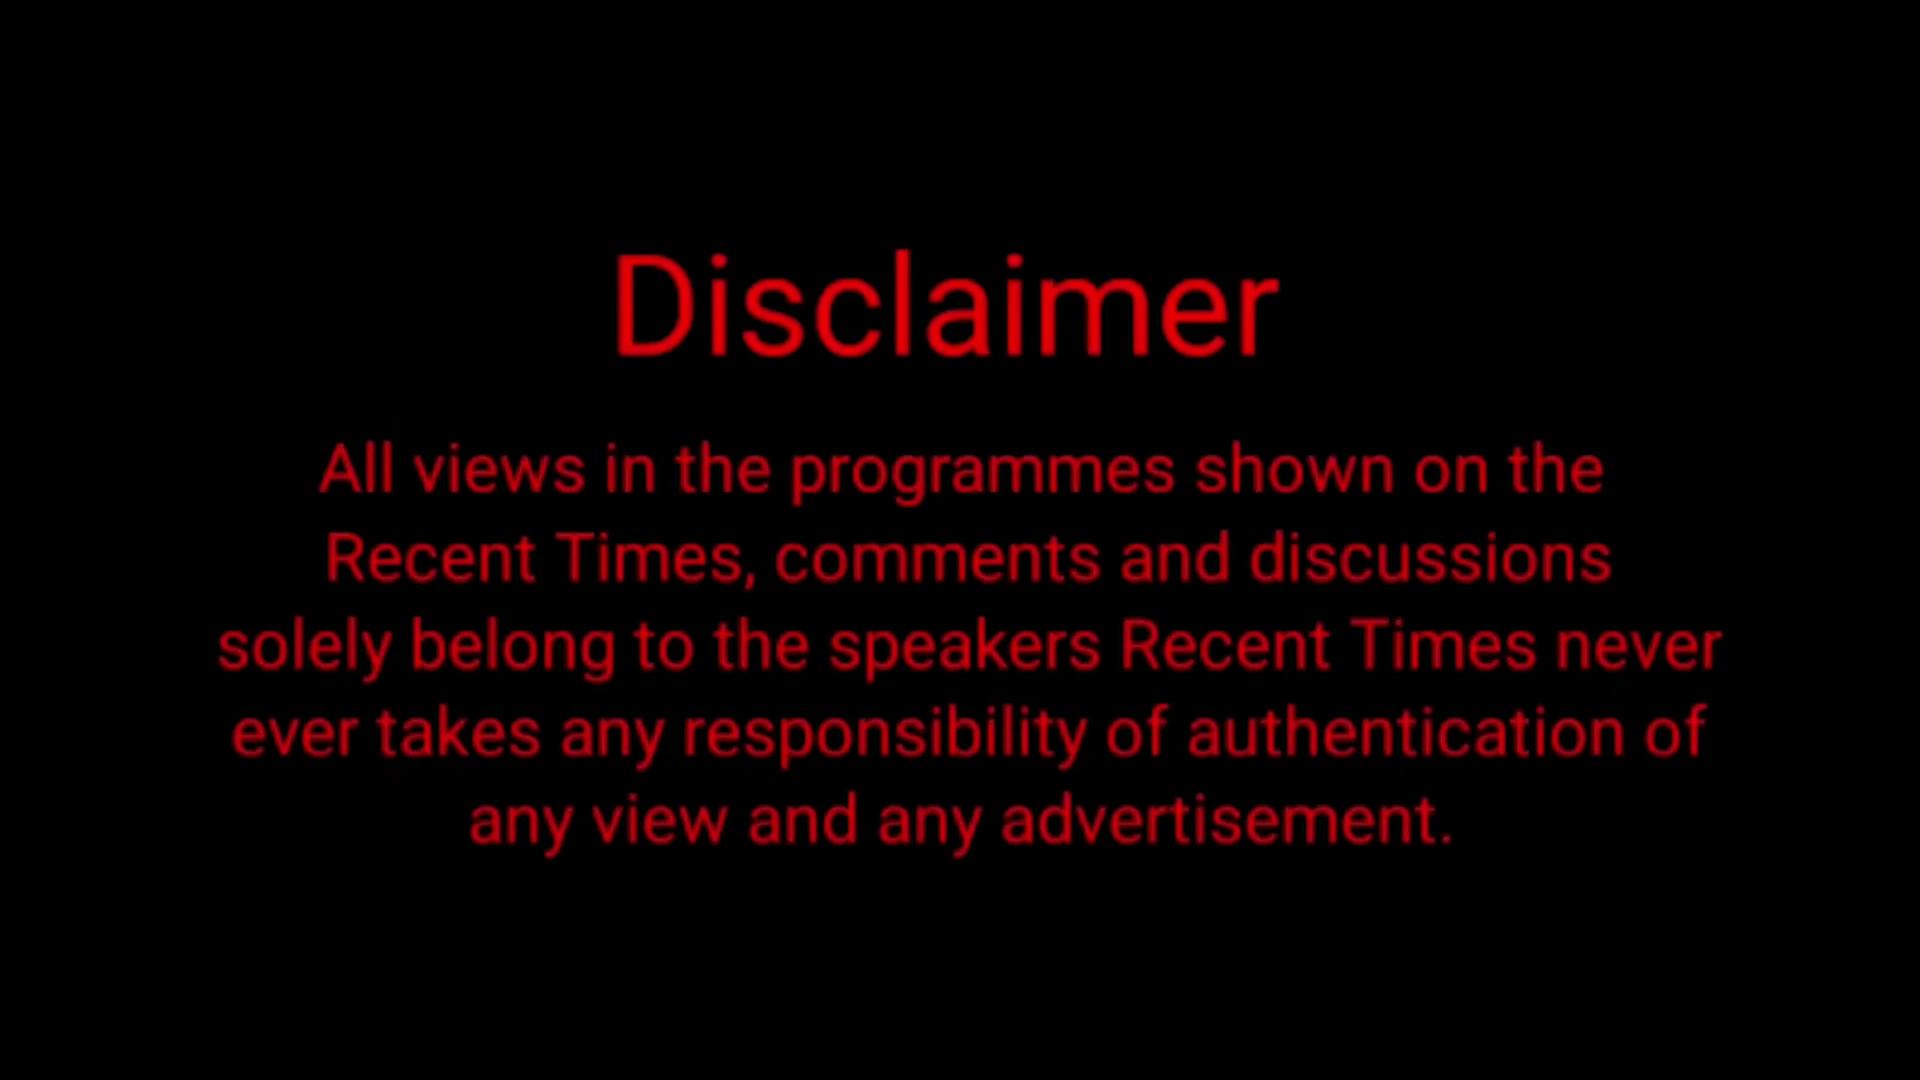 Disclaimer
All views in the programmes shown on the
Recent Times, comments and discussions
solely belong to the speakers Recent Times never
ever takes any responsibility of authentication of
any view and any advertisement.